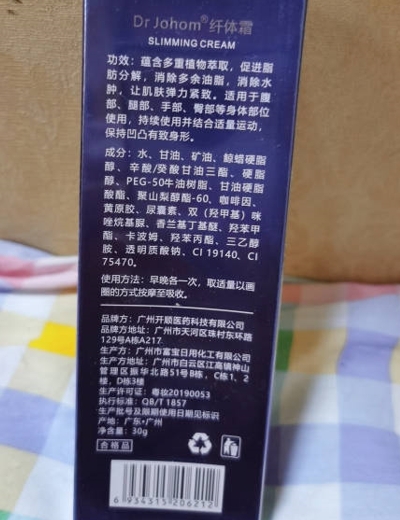 Dr Johom®纤体霜
SLIMMING CREAM
功效：蕴含多重植物萃取，促进脂
肪分解，消除多余油脂，消除水
肿，让肌肤弹力紧致。适用于腹
部、腿部、手部、臀部等身体部位
使用，持续使用并结合适量运动，
保持凹凸有致身形。
成分：水、甘油、矿油、鲸蜡硬脂
醇、辛酸/癸酸甘油三酯、硬脂
醇、PEG-50牛油树脂、甘油硬脂
酸酯、聚山梨醇酯-60、咖啡因、
黄原胶、尿囊素、双（羟甲基）咪
唑烷基脲、香兰基丁基醚、羟苯甲
酯、卡波姆、羟苯丙酯、三乙醇
胺、透明质酸钠、CI 19140、CI
75470。
使用方法：早晚各一次，取适量以画
圈的方式按摩至吸收。
品牌方：广州开顺医药科技有限公司
品牌方地址：广州市天河区珠村东环路
129号A栋A217
生产方：广州市富宝日用化工有限公司
生产方地址：广州市白云区江高镇神山
管理区振华北路51号B栋，C栋1、2
楼，D栋3楼
生产许可证：粤妆20190053
执行标准：QB/T 1857
生产批号及限期使用日期见标识
产地：广东·广州
净含量：30g
合格品
6 934315 206212